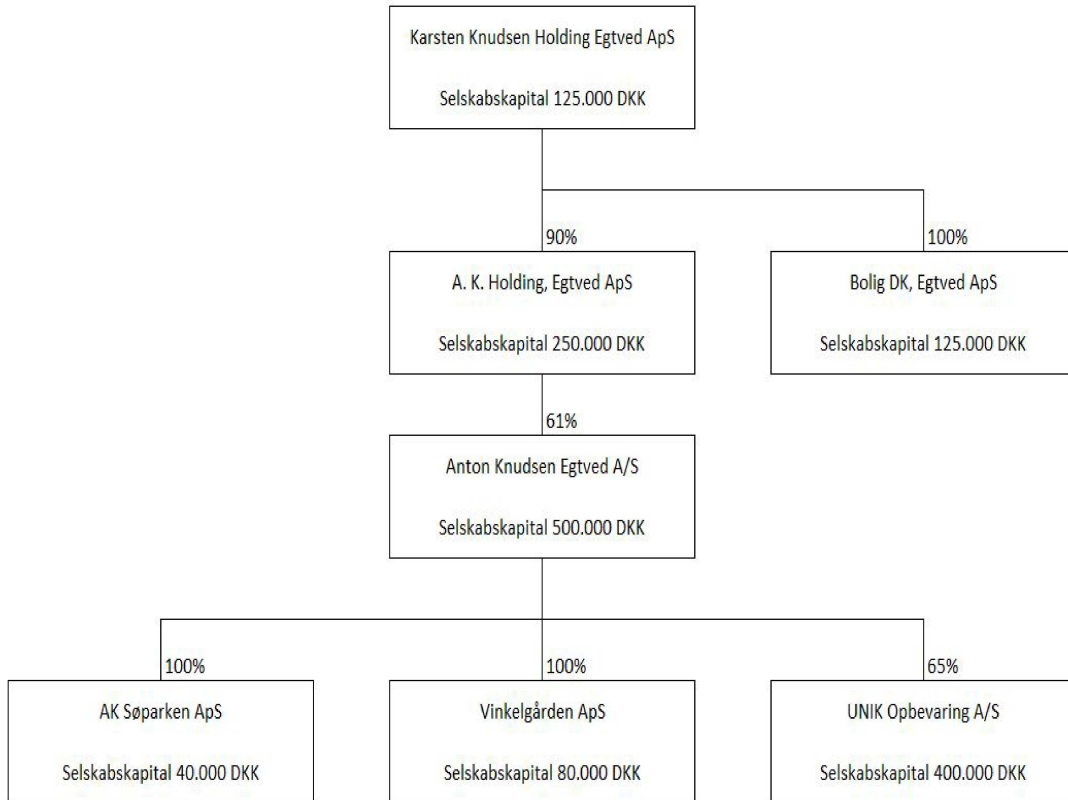 Karsten Knudsen Holding Egtved ApS
Selskabskapital 125.000 DKK
90%
100%
A. K. Holding, Egtved ApS
Selskabskapital 250.000 DKK
Bolig DK, Egtved ApS
Selskabskapital 125.000 DKK
61%
Anton Knudsen Egtved A/S
Selskabskapital 500.000 DKK
100%
100%
65%
AK Søparken ApS
Selskabskapital 40.000 DKK
Vinkelgården ApS
Selskabskapital 80.000 DKK
UNIK Opbevaring A/S
Selskabskapital 400.000 DKK